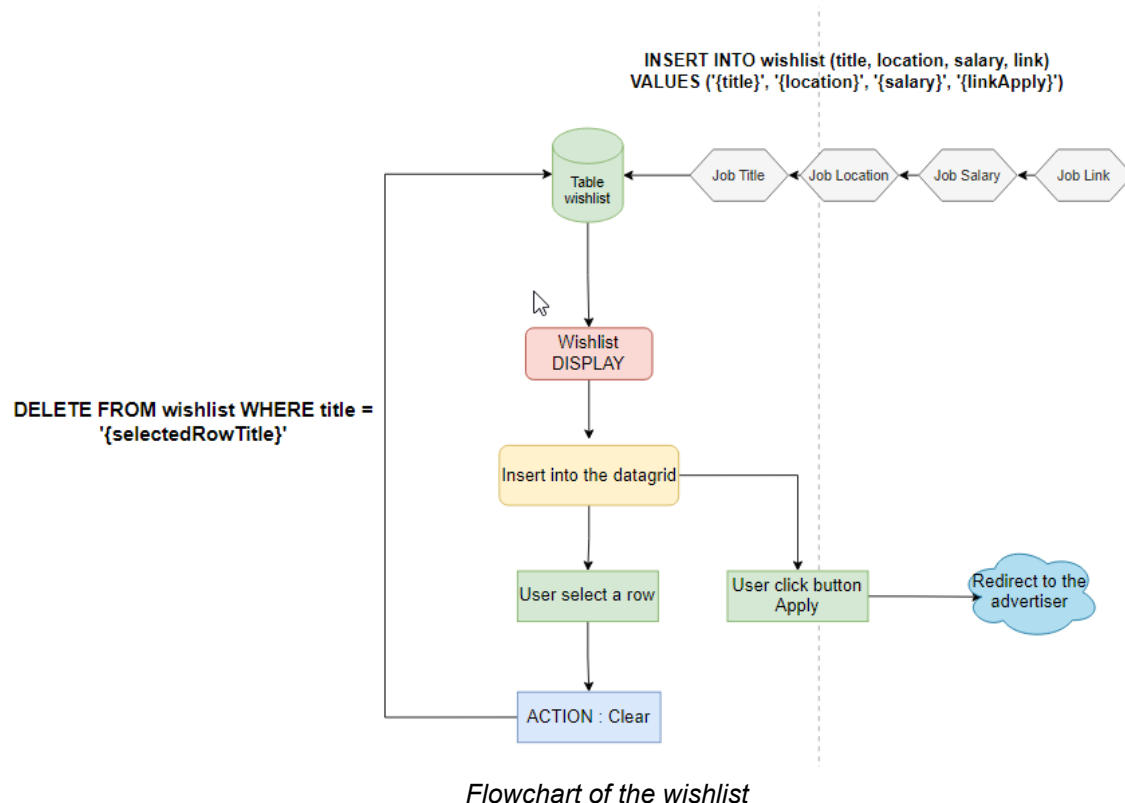 INSERT INTO wishlist (title, location, salary, link)
VALUES ('{title}', '{location}', '{salary}', '{linkApply}')
Table
wishlist
Job Title
Job Location
Job Salary
Job Link
Wishlist
DISPLAY
DELETE FROM wishlist WHERE title =
'{selectedRowTitle}'
Insert into the datagrid
User select a row
User click button
Apply
Redirect to the
advertiser
ACTION : Clear
Flowchart of the wishlist